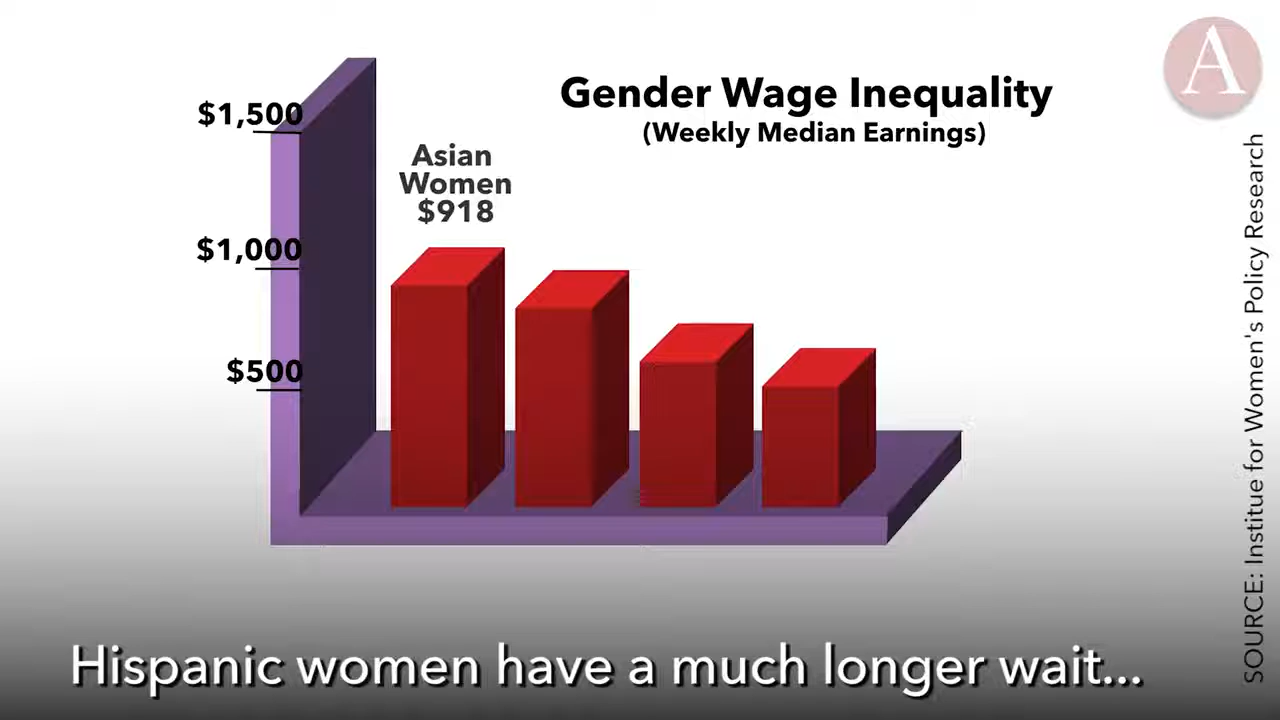 A
Gender Wage Inequality
(Weekly Median Earnings)
$1,500
Asian
Women
$918
$1,000
$500
SOURCE: Institue for Women's Policy Research
Hispanic women have a much longer wait...